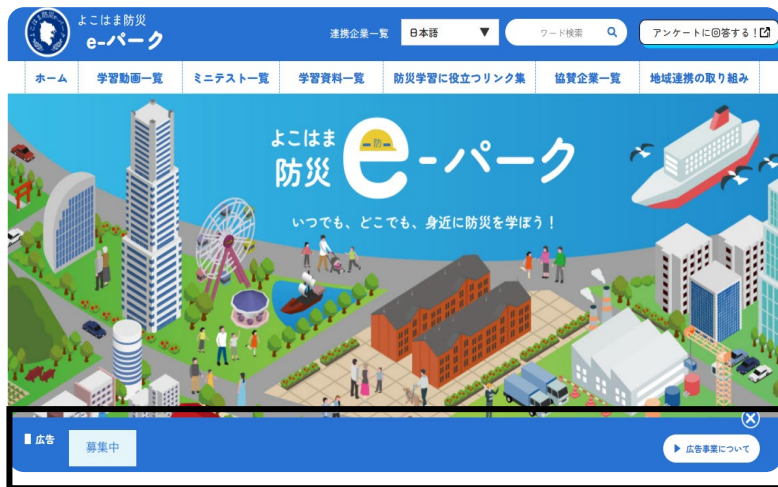 よこはま防災
e-パーク
連携企業一覧
日本語
ワード検索
アンケートに回答する!
ホーム
学習動画一覧
ミニテスト一覧
学習資料一覧
防災学習に役立つリンク集
協賛企業一覧
地域連携の取り組み
よこはま
防災
防
e-パーク
いつでも、どこでも、身近に防災を学ぼう!
広告
募集中
広告事業について